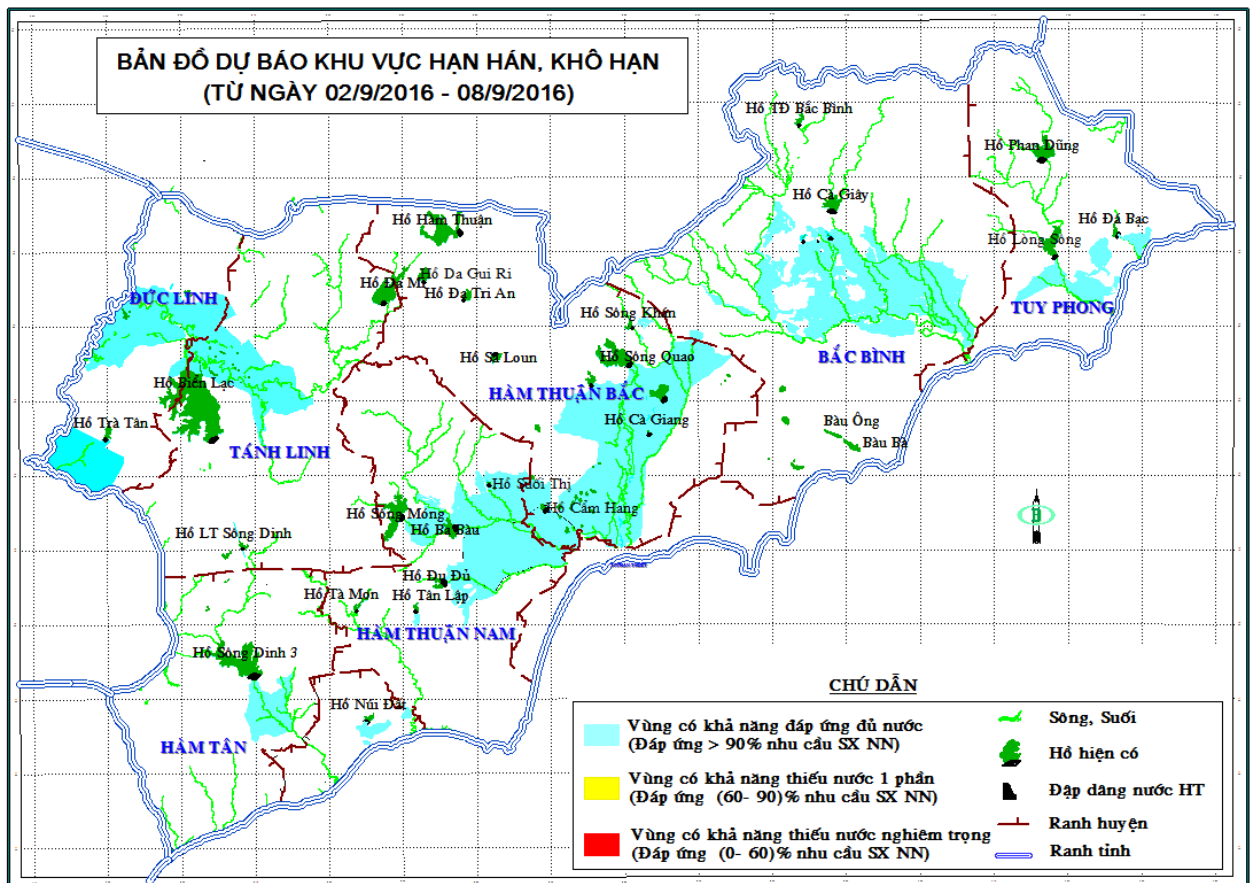 BẢN ĐỒ DỰ BÁO KHU VỰC HẠN HÁN, KHÔ HẠN
(TỪ NGÀY 02/9/2016 - 08/9/2016)
Hồ TĐ Bắc Bình
Hồ Phan Dũng
Hồ Cà Giây
Hồ Đá Bạc
Hồ Lòng Sông
Hồ Hàm Thuận
Hồ Da Gui Ri
Hồ Đa Mi
Hồ Đạ Tri An
ĐỨC LINH
TUY PHONG
Hồ Sông Khán
Hồ Sa Loun
Hồ Sông Quao
BẮC BÌNH
Hồ Biển Lạc
HÀM THUẬN BẮC
Hồ Trà Tân
Hồ Cà Giang
Bàu Ông
Bàu Bà
TÁNH LINH
Hồ Suối Thị
Hồ Sông Móng
Hồ Cẩm Hang
Hồ Ba Bàu
Hồ LT Sông Dinh
B
Hồ Đu Đủ
Hồ Tà Mơn
Hồ Tân Lập
HÀM THUẬN NAM
Hồ Sông Dinh 3
Hồ Núi Đất
HÀM TÂN
CHÚ DẪN
Vùng có khả năng đáp ứng đủ nước
(Đáp ứng > 90% nhu cầu SX NN)
Vùng có khả năng thiếu nước 1 phần
(Đáp ứng (60- 90)% nhu cầu SX NN)
Vùng có khả năng thiếu nước nghiêm trọng
(Đáp ứng (0- 60)% nhu cầu SX NN)
Sông, Suối
Hồ hiện có
Đập dâng nước HT
Ranh huyện
Ranh tỉnh